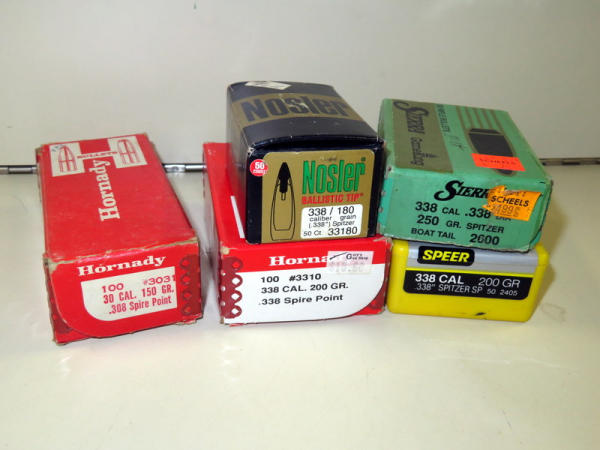 BULLETS
Hornady
Hornady
100 #3031
30 CAL. 150 GR.
.308 Spire Point
Nosler
50
Nosler
BALLISTIC TIP
338 / 180
caliber grain
(.338") Spitzer
50 Ct. 33180
100 #3310
338 CAL. 200 GR.
.338 Spire Point
SIERRA
SCHEELS
SCHEELS
338 CAL .338
250 GR. SPITZER
BOAT TAIL 2600
SPEER
338 CAL 200 GR
.338" SPITZER SP 50 2405